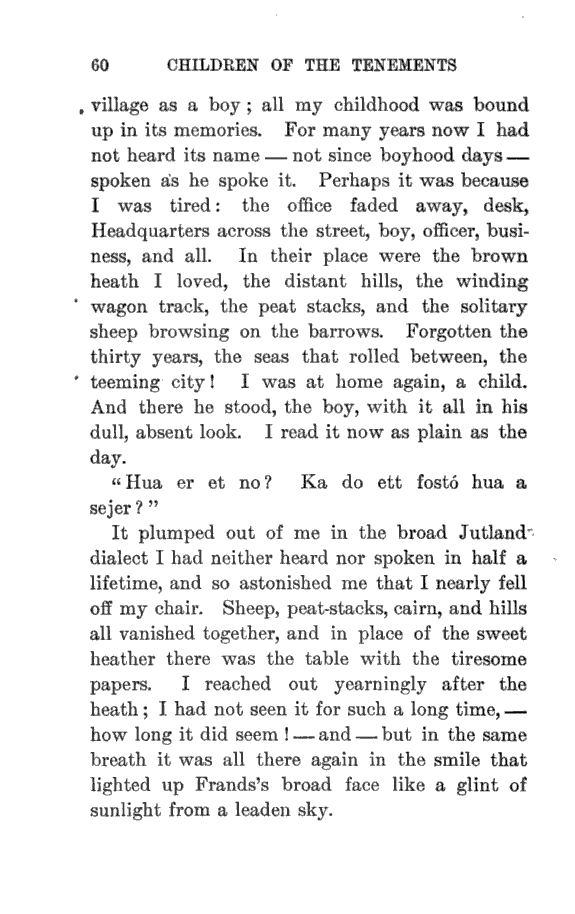 60 CHILDREN OF THE TENEMENTS
village as a boy ; all my childhood was bound
up in its memories. For many years now I had
not heard its name — not since boyhood days —
spoken as he spoke it. Perhaps it was because
I was tired : the office faded away, desk,
Headquarters across the street, boy, officer, busi-
ness, and all. In their place were the brown
heath I loved, the distant hills, the winding
wagon track, the peat stacks, and the solitary
sheep browsing on the barrows. Forgotten the
thirty years, the seas that rolled between, the
teeming city ! I was at home again, a child.
And there he stood, the boy, with it all in his
dull, absent look. I read it now as plain as the
day.
“ Hua er et no ? Ka do ett fostó hua a
sejer ? ”
It plumped out of me in the broad Jutland
dialect I had neither heard nor spoken in half a
lifetime, and so astonished me that I nearly fell
off my chair. Sheep, peat-stacks, cairn, and hills
all vanished together, and in place of the sweet
heather there was the table with the tiresome
papers. I reached out yearningly after the
heath ; I had not seen it for such a long time, —
how long it did seem ! — and — but in the same
breath it was all there again in the smile that
lighted up Frands’s broad face like a glint of
sunlight from a leaden sky.